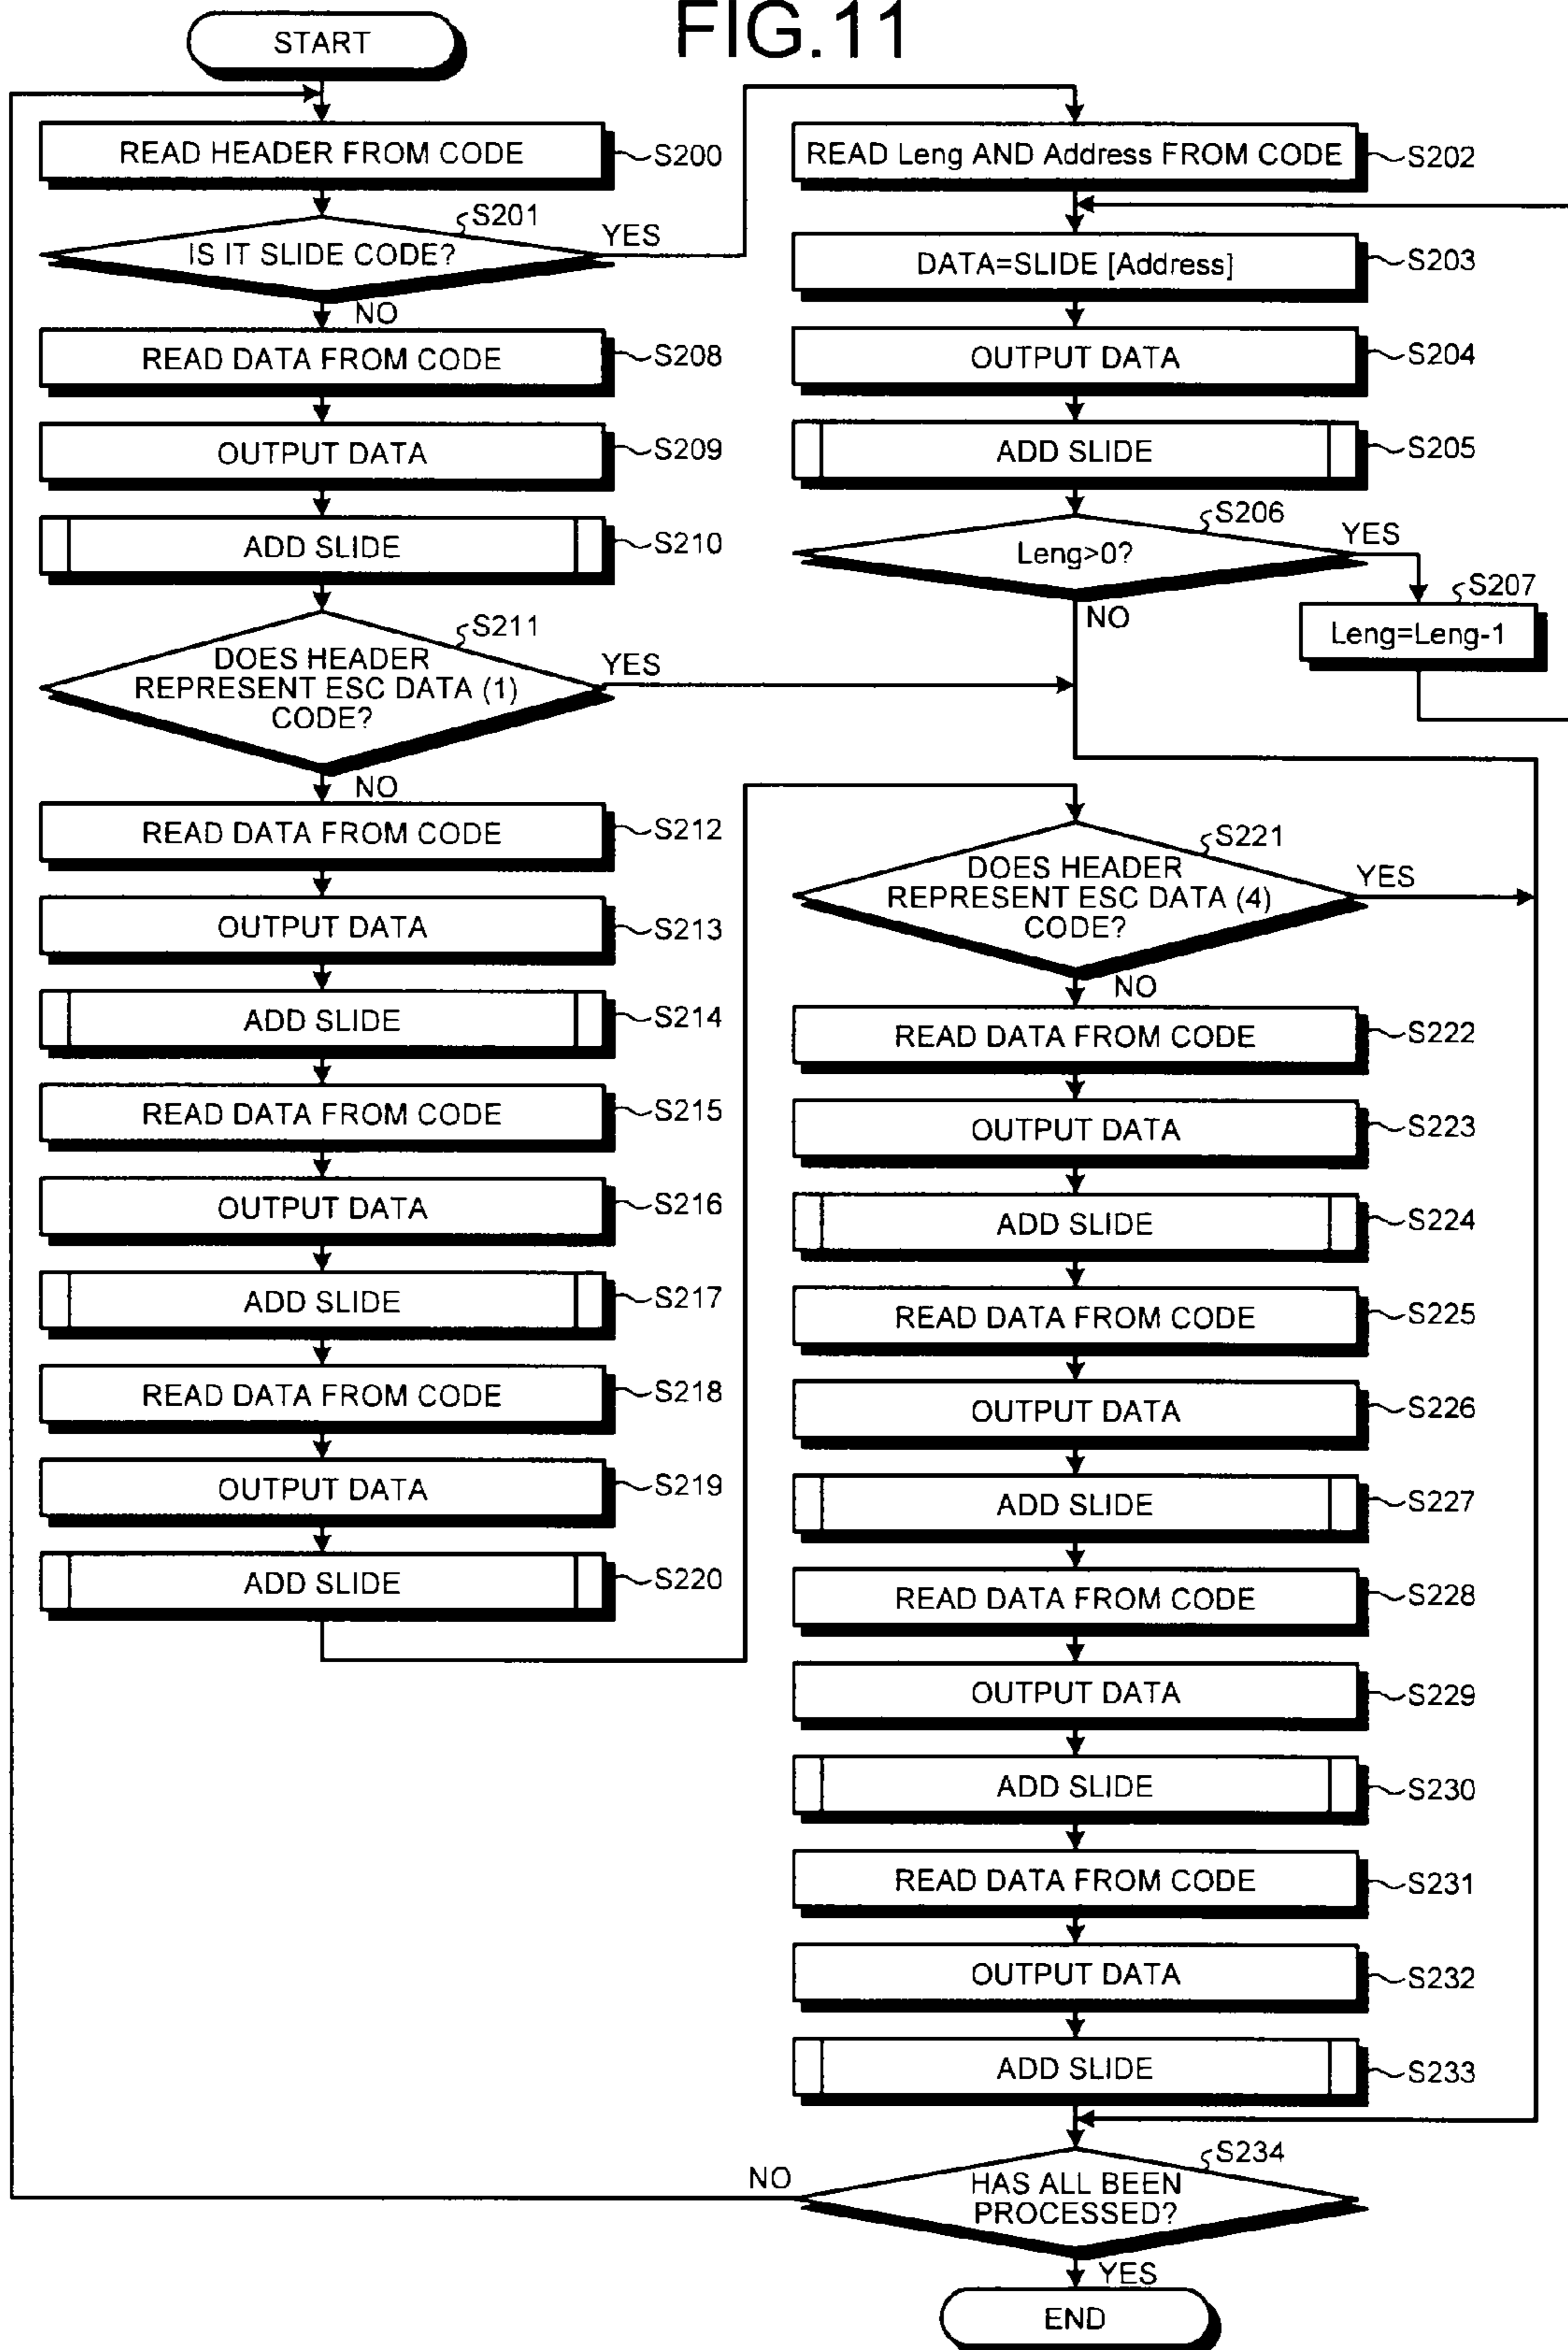 FIG.11
START
READ HEADER FROM CODE
S200
S201
IS IT SLIDE CODE?
YES
NO
READ DATA FROM CODE
S208
OUTPUT DATA
S209
ADD SLIDE
S210
S211
DOES HEADER
REPRESENT ESC DATA (1)
CODE?
YES
NO
READ DATA FROM CODE
S212
OUTPUT DATA
S213
ADD SLIDE
S214
READ DATA FROM CODE
S215
OUTPUT DATA
S216
ADD SLIDE
S217
READ DATA FROM CODE
S218
OUTPUT DATA
S219
ADD SLIDE
S220
READ Leng AND Address FROM CODE
S202
DATA=SLIDE [Address]
S203
OUTPUT DATA
S204
ADD SLIDE
S205
S206
Leng>0?
YES
NO
S207
Leng=Leng-1
S221
DOES HEADER
REPRESENT ESC DATA (4)
CODE?
YES
NO
READ DATA FROM CODE
S222
OUTPUT DATA
S223
ADD SLIDE
S224
READ DATA FROM CODE
S225
OUTPUT DATA
S226
ADD SLIDE
S227
READ DATA FROM CODE
S228
OUTPUT DATA
S229
ADD SLIDE
S230
READ DATA FROM CODE
S231
OUTPUT DATA
S232
ADD SLIDE
S233
S234
NO
HAS ALL BEEN
PROCESSED?
YES
END